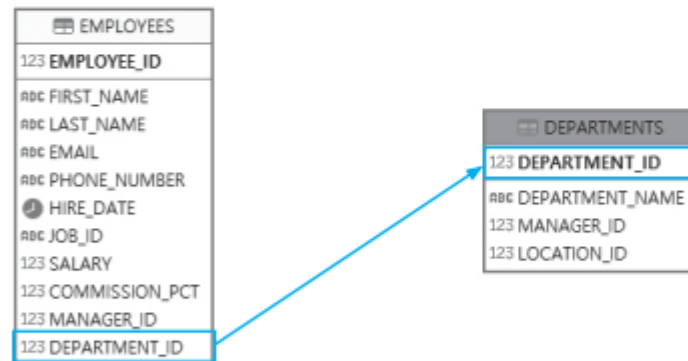 EMPLOYEES
123 EMPLOYEE_ID
ABC FIRST_NAME
ABC LAST_NAME
ABC EMAIL
ABC PHONE_NUMBER
HIRE_DATE
ABC JOB_ID
123 SALARY
123 COMMISSION_PCT
123 MANAGER_ID
123 DEPARTMENT_ID
DEPARTMENTS
123 DEPARTMENT_ID
ABC DEPARTMENT_NAME
123 MANAGER_ID
123 LOCATION_ID